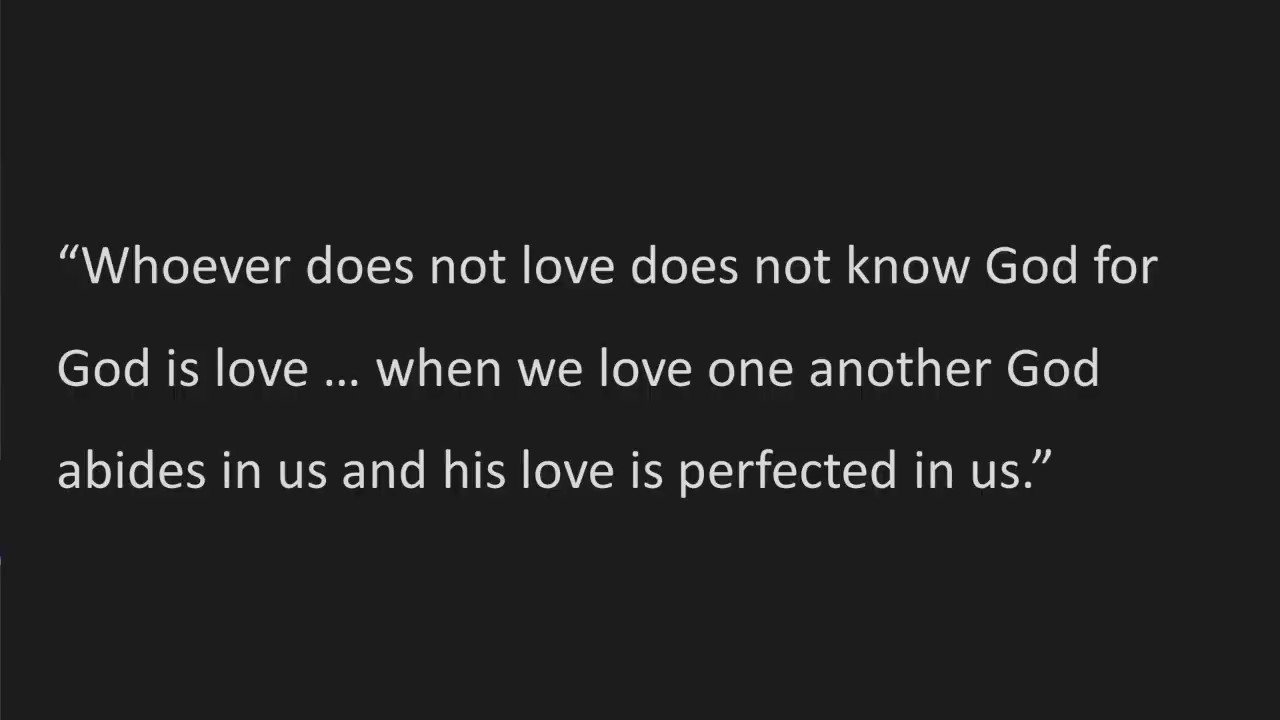 “Whoever does not love does not know God for
God is love … when we love one another God
abides in us and his love is perfected in us.”